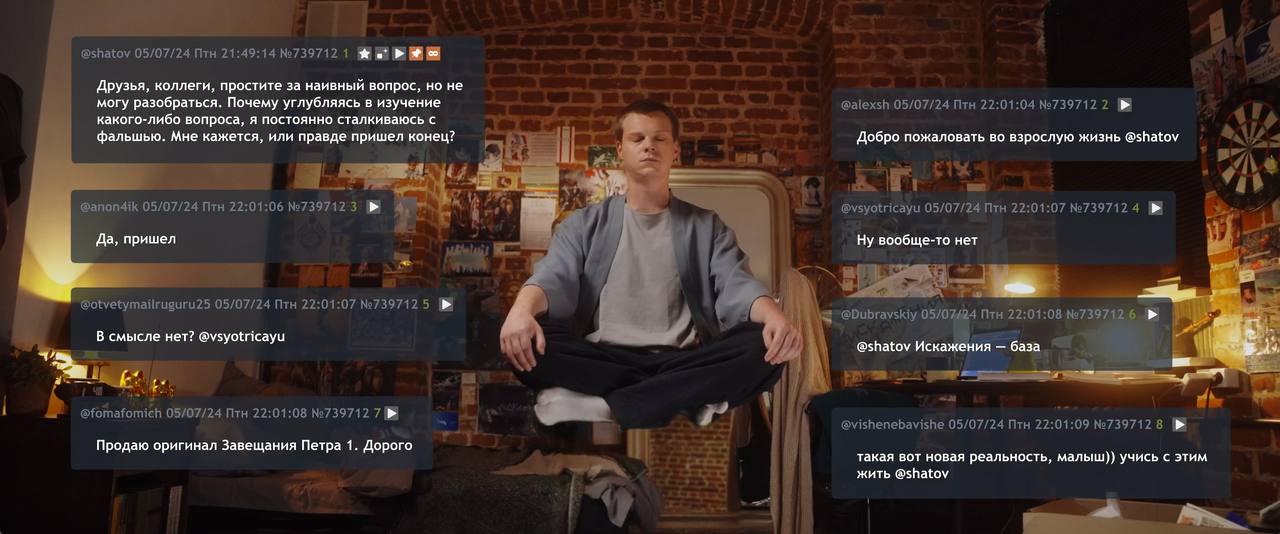 @shatov 05/07/24 Птн 21:49:14 №739712 1
Друзья, коллеги, простите за наивный вопрос, но не
могу разобраться. Почему углубляясь в изучение
какого-либо вопроса, я постоянно сталкиваюсь с
фальшью. Мне кажется, или правде пришел конец?
@alexsh 05/07/24 Птн 22:01:04 №739712 2
Добро пожаловать во взрослую жизнь @shatov
@anon4ik 05/07/24 Птн 22:01:06 №739712 3
Да, пришел
@vsyotricayu 05/07/24 Птн 22:01:07 №739712 4
Ну вообще-то нет
@otvetymailruguru25 05/07/24 Птн 22:01:07 №739712 5
В смысле нет? @vsyotricayu
@Dubravskiy 05/07/24 Птн 22:01:08 №739712 6
@shatov Искажения — база
@fomafomich 05/07/24 Птн 22:01:08 №739712 7
Продаю оригинал Завещания Петра 1. Дорого
@vishenebavishe 05/07/24 Птн 22:01:09 №739712 8
такая вот новая реальность, малыш)) учись с этим
жить @shatov